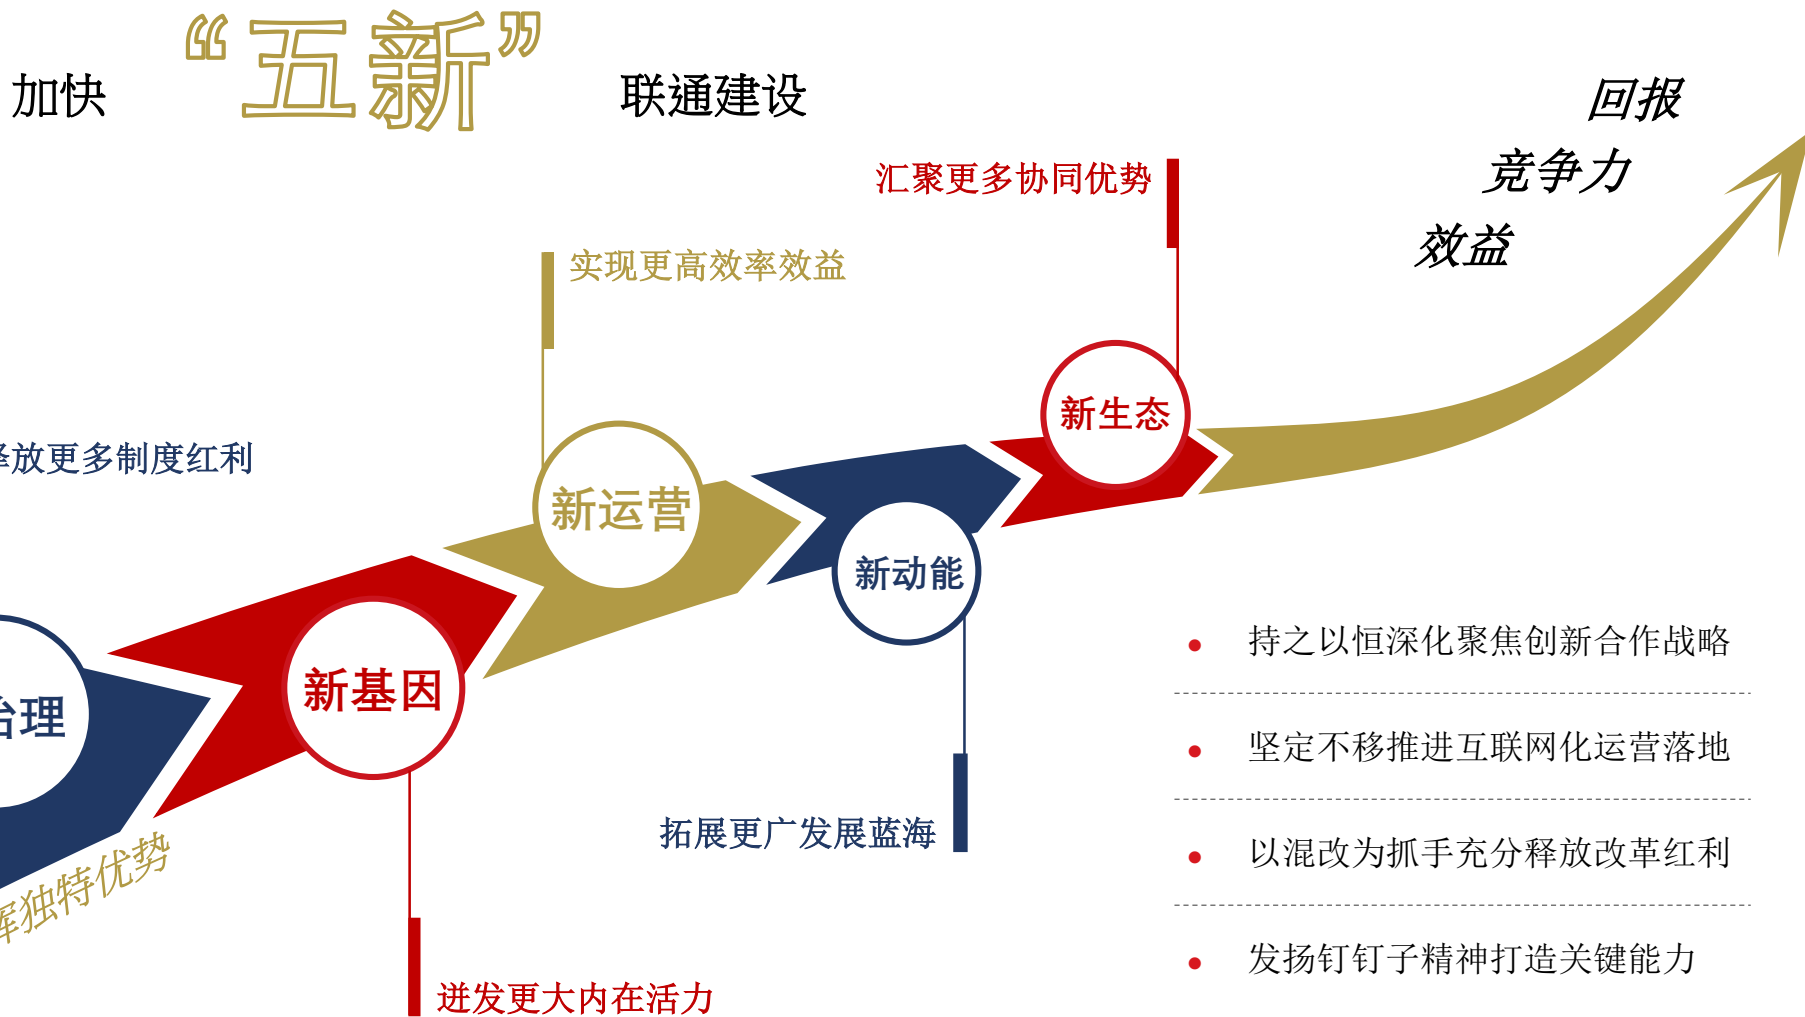 加快 “五新” 联通建设
回报
竞争力
效益
汇聚更多协同优势
实现更高效率效益
新生态
释放更多制度红利
新运营
新动能
新基因
治理
挥独特优势
拓展更广发展蓝海
迸发更大内在活力
持之以恒深化聚焦创新合作战略
坚定不移推进互联网化运营落地
以混改为抓手充分释放改革红利
发扬钉钉子精神打造关键能力